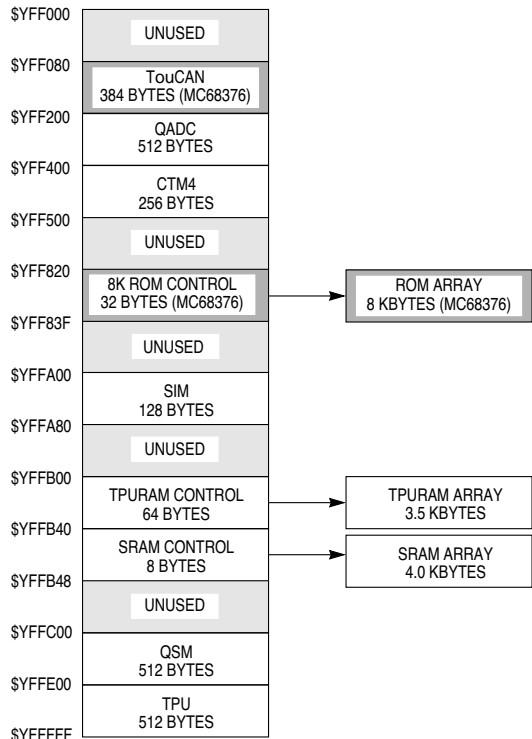 $YFF000
UNUSED
$YFF080
TouCAN
384 BYTES (MC68376)
$YFF200
QADC
512 BYTES
$YFF400
CTM4
256 BYTES
$YFF500
UNUSED
$YFF820
8K ROM CONTROL
32 BYTES (MC68376)
ROM ARRAY
8 KBYTES (MC68376)
$YFF83F
UNUSED
$YFFA00
SIM
128 BYTES
$YFFA80
UNUSED
$YFFB00
TPURAM CONTROL
64 BYTES
TPURAM ARRAY
3.5 KBYTES
$YFFB40
SRAM CONTROL
8 BYTES
SRAM ARRAY
4.0 KBYTES
$YFFB48
UNUSED
$YFFC00
QSM
512 BYTES
$YFFE00
TPU
512 BYTES
$YFFFFF